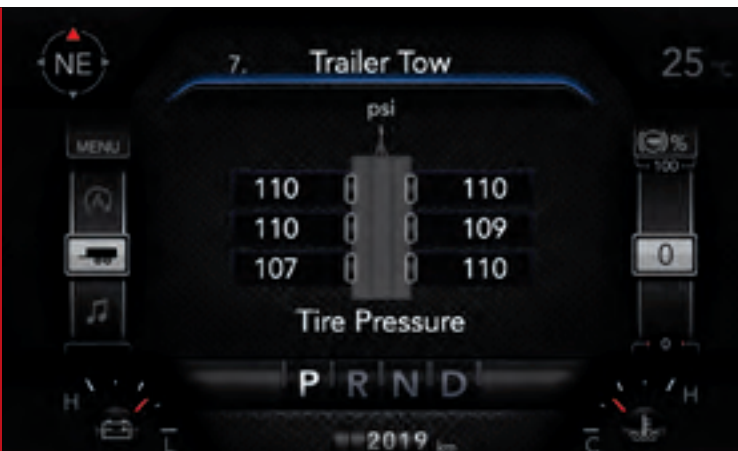 NE
7. Trailer Tow
25 °C
psi
MENU
%
100
110 110
110 109
0
107 110
Tire Pressure
0
P R N D
H H
L C
2019 km